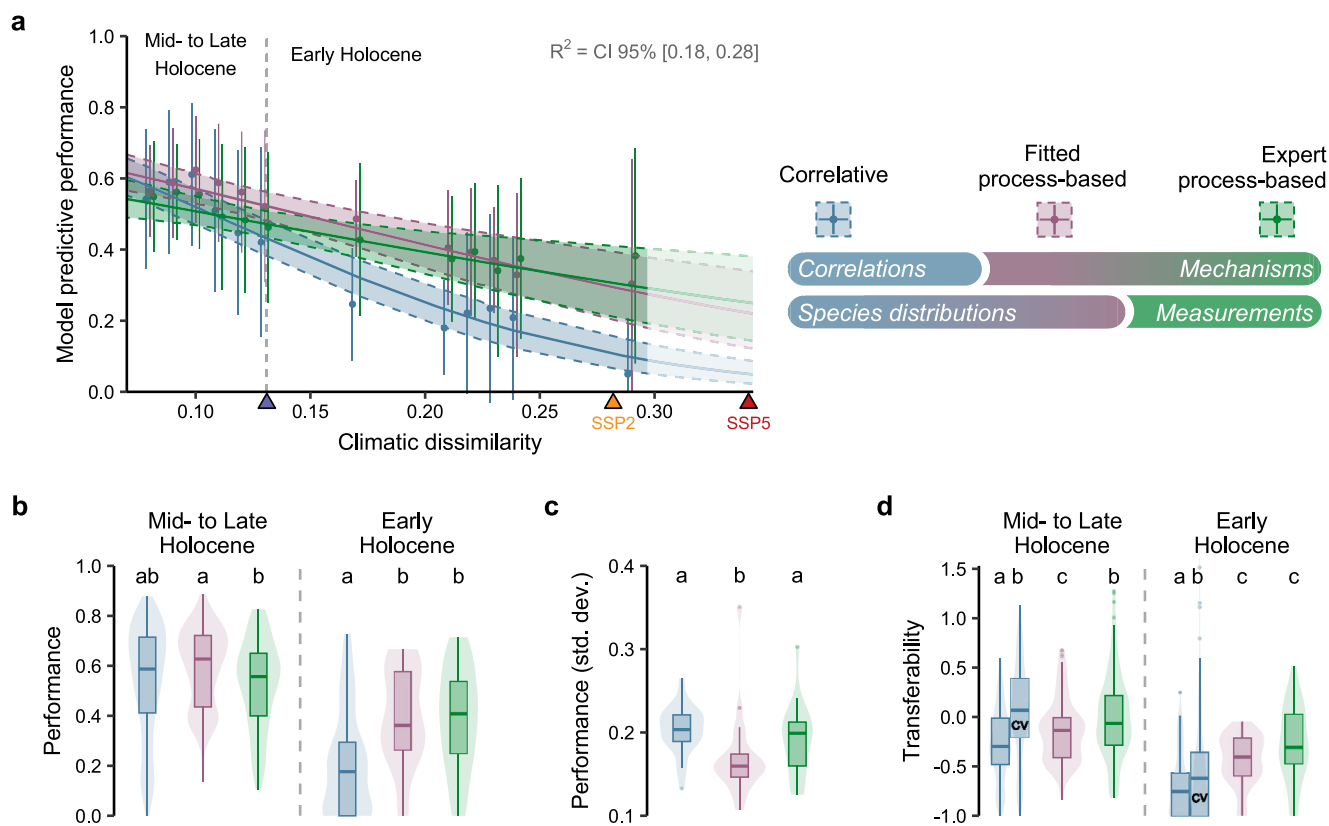 a
Mid- to Late
Holocene
Early Holocene
R² = CI 95% [0.18, 0.28]
Model predictive performance
1.0
0.8
0.6
0.4
0.2
0.0
0.10
0.15
0.20
0.25
0.30
SSP2
SSP5
Climatic dissimilarity
Correlative
Fitted
process-based
Expert
process-based
Correlations
Mechanisms
Species distributions
Measurements
b
Mid- to Late
Holocene
Early
Holocene
Performance
1.0
0.8
0.6
0.4
0.2
0.0
ab
a
b
a
b
b
c
Performance (std. dev.)
0.4
0.3
0.2
0.1
a
b
a
d
Mid- to Late
Holocene
Early
Holocene
Transferability
1.5
1.0
0.5
0.0
-0.5
-1.0
a
b
c
b
a
b
c
c
CV
CV